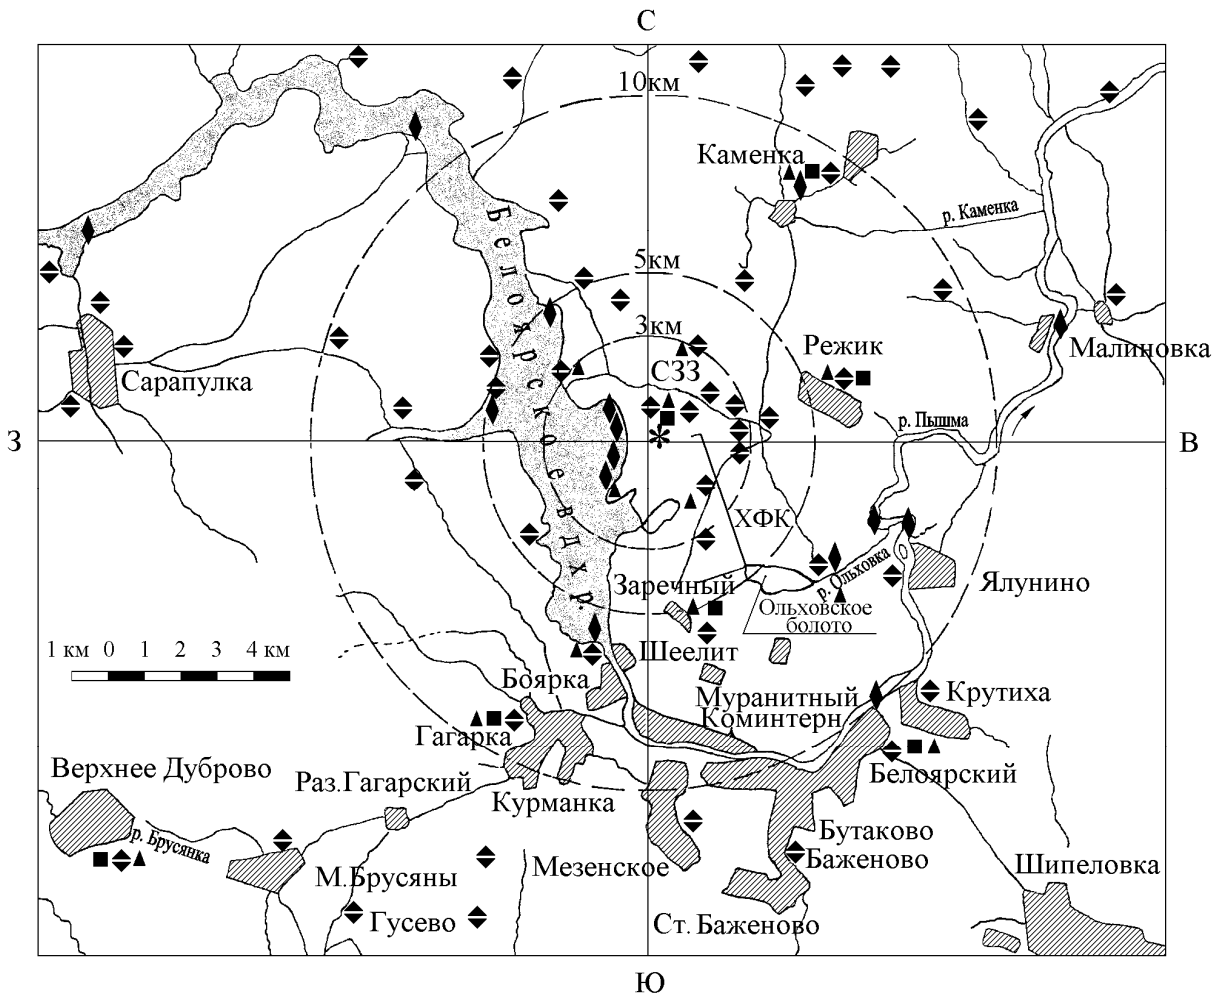 С
10км
Каменка
р. Каменка
Белоярское вдхр.
5км
3км
СЗЗ
Режик
Малиновка
Сарапулка
р. Пышма
З
В
ХФК
Заречный
р. Ольховка
Ялунино
Ольховское
болото
1 км 0 1 2 3 4 км
Шеелит
Боярка
Муранитный
Крутиха
Коминтерн
Гагарка
Верхнее Дуброво
Раз.Гагарский
Белоярский
Курманка
р. Брусянка
Бутаково
Мезенское
Баженово
Шипеловка
М.Брусяны
Гусево
Ст. Баженово
Ю